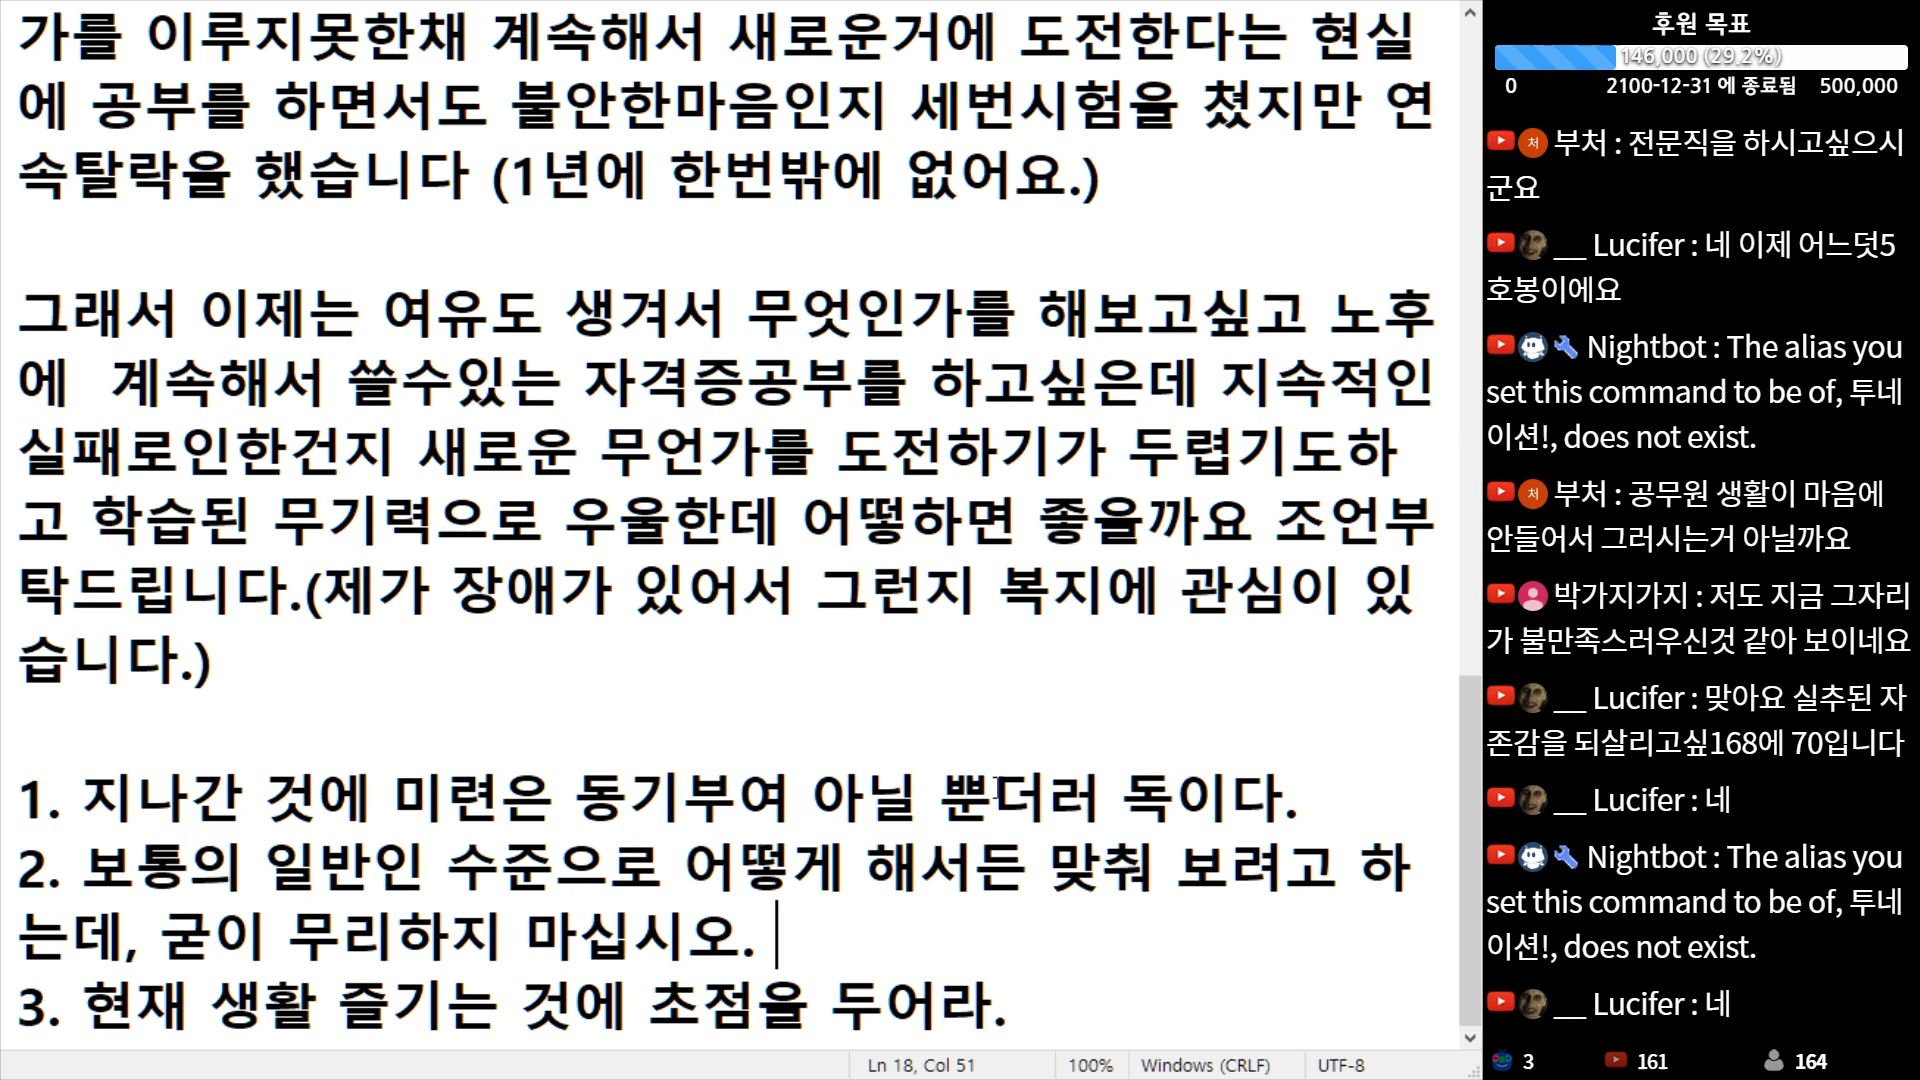 가를 이루지못한채 계속해서 새로운거에 도전한다는 현실
에 공부를 하면서도 불안한마음인지 세번시험을 쳤지만 연
속탈락을 했습니다 (1년에 한번밖에 없어요.)
그래서 이제는 여유도 생겨서 무엇인가를 해보고싶고 노후
에  계속해서 쓸수있는 자격증공부를 하고싶은데 지속적인
실패로인한건지 새로운 무언가를 도전하기가 두렵기도하
고 학습된 무기력으로 우울한데 어떻하면 좋을까요 조언부
탁드립니다.(제가 장애가 있어서 그런지 복지에 관심이 있
습니다.)
1. 지나간 것에 미련은 동기부여 아닐 뿐더러 독이다.
2. 보통의 일반인 수준으로 어떻게 해서든 맞춰 보려고 하
는데, 굳이 무리하지 마십시오.
3. 현재 생활 즐기는 것에 초점을 두어라.
Ln 18, Col 51 100% Windows (CRLF) UTF-8
후원 목표
146,000 (29.2%)
0 2100-12-31 에 종료됨 500,000
처 부처 : 전문직을 하시고싶으시
군요
__ Lucifer : 네 이제 어느덧5
호봉이에요
Nightbot : The alias you
set this command to be of, 투네
이션!, does not exist.
처 부처 : 공무원 생활이 마음에
안들어서 그러시는거 아닐까요
박가지가지 : 저도 지금 그자리
가 불만족스러우신것 같아 보이네요
__ Lucifer : 맞아요 실추된 자
존감을 되살리고싶168에 70입니다
__ Lucifer : 네
Nightbot : The alias you
set this command to be of, 투네
이션!, does not exist.
__ Lucifer : 네
3 161 164